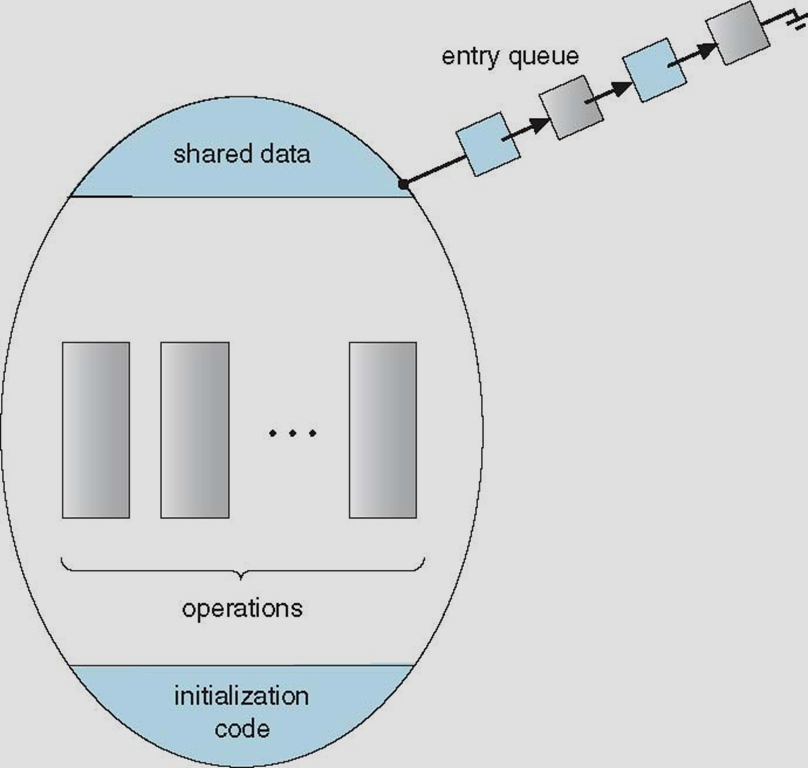 entry queue
shared data
operations
initialization
code